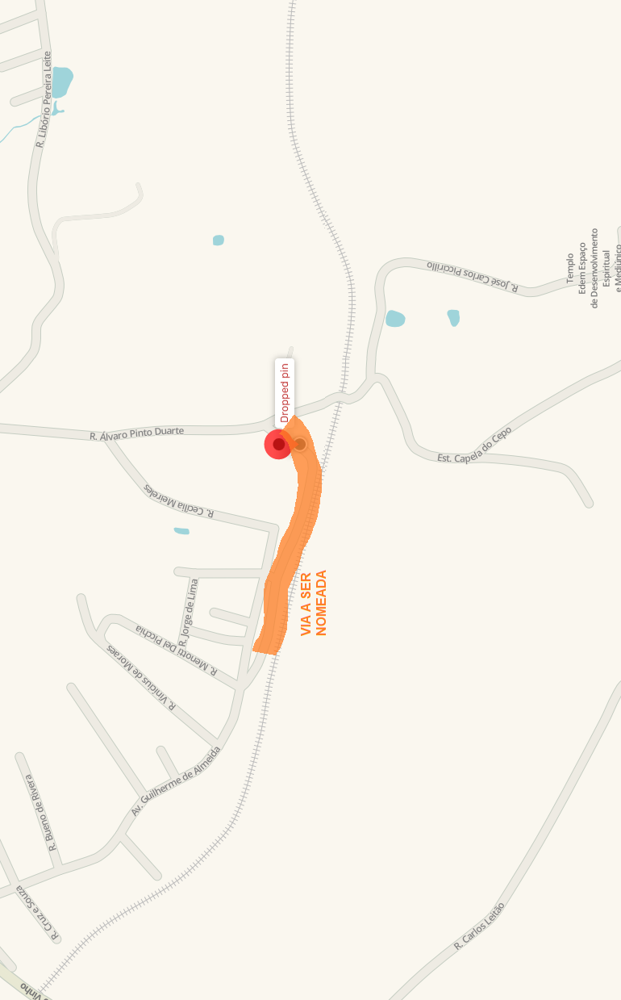 R. Libório Pereira Leite
R. José Carlos Piccirillo
Templo
Edem Espaço
de Desenvolvimento
Espiritual
e Mediúnico
Dropped pin
R. Álvaro Pinto Duarte
Est. Capela do Cepo
R. Cecília Meireles
VIA A SER
NOMEADA
R. Jorge de Lima
R. Menotti Del Picchia
R. Vinícius de Moraes
Av. Guilherme de Almeida
R. Bueno de Rivera
R. Cruz e Souza
R. Carlos Leitão
Vinho